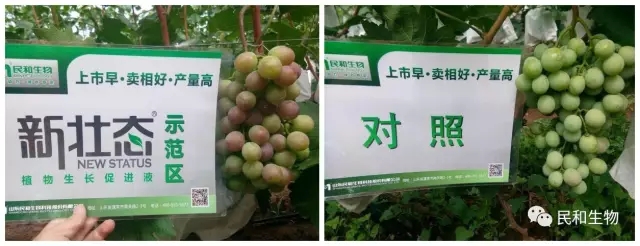 民和生物
上市早·卖相好·产量高
新壮态
NEW STATUS
植物生长促进液
示范区
民和生物
上市早·卖相好·产量高
对照
民和生物